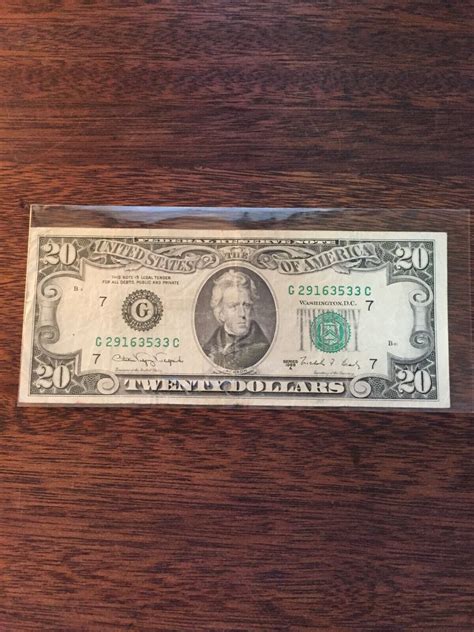 FEDERAL RESERVE NOTE
20 THE UNITED STATES OF AMERICA 20
THIS NOTE IS LEGAL TENDER
FOR ALL DEBTS, PUBLIC AND PRIVATE
G 29163533 C
WASHINGTON, D.C.
7
G
7
G 29163533 C
7
SERIES
7
20 TWENTY DOLLARS 20